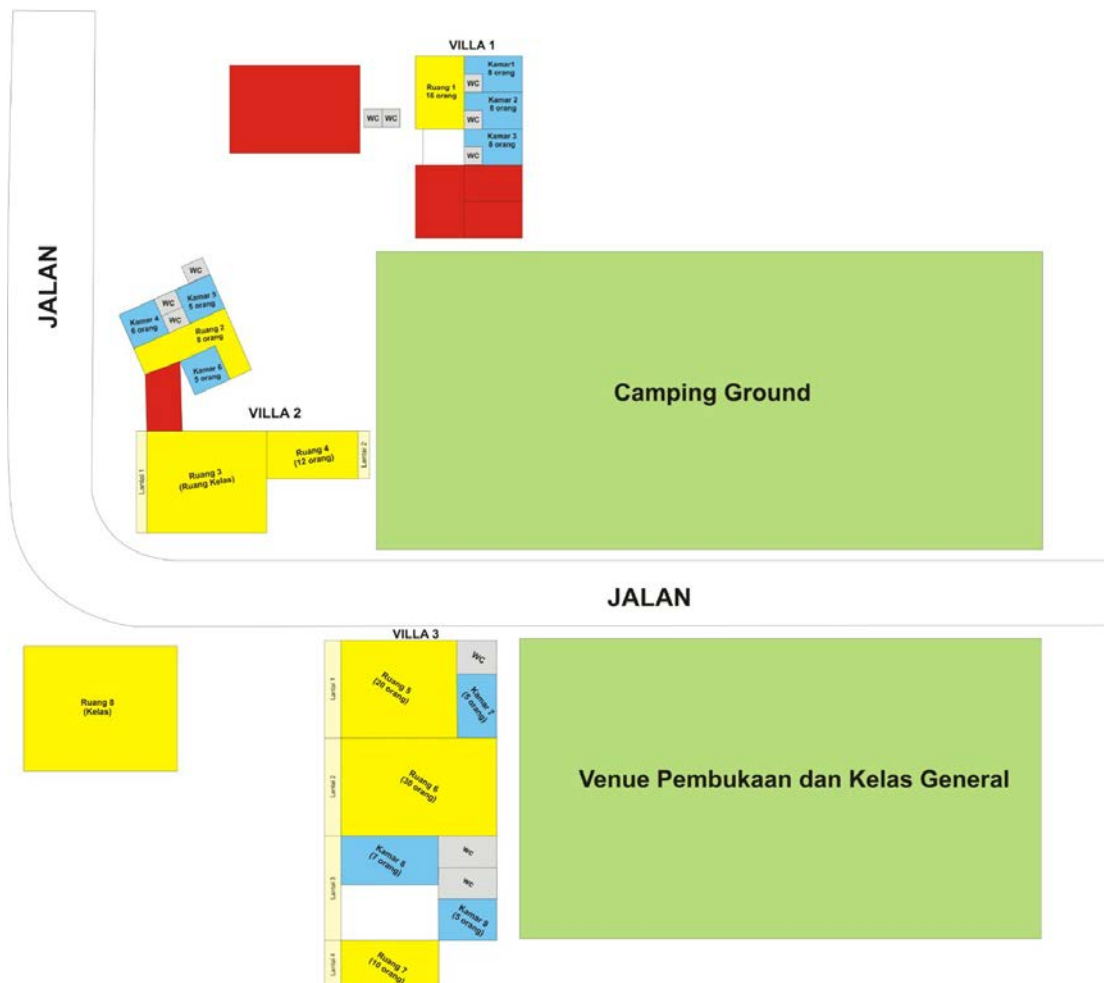 VILLA 1
Ruang 1
16 orang
Kamar1
8 orang
WC
Kamar 2
8 orang
WC
Kamar 3
8 orang
WC
WC
WC
JALAN
WC
Kamar 5
5 orang
WC
WC
Kamar 4
6 orang
Ruang 2
8 orang
Kamar 6
5 orang
VILLA 2
Lantai 1
Ruang 3
(Ruang Kelas)
Ruang 4
(12 orang)
Lantai 2
Camping Ground
JALAN
Ruang 8
(Kelas)
VILLA 3
Lantai 1
Ruang 5
(20 orang)
WC
Kamar 7
(5 orang)
Lantai 2
Ruang 6
(30 orang)
Lantai 3
Kamar 8
(7 orang)
WC
WC
Kamar 9
(5 orang)
Lantai 4
Ruang 7
(10 orang)
Venue Pembukaan dan Kelas General